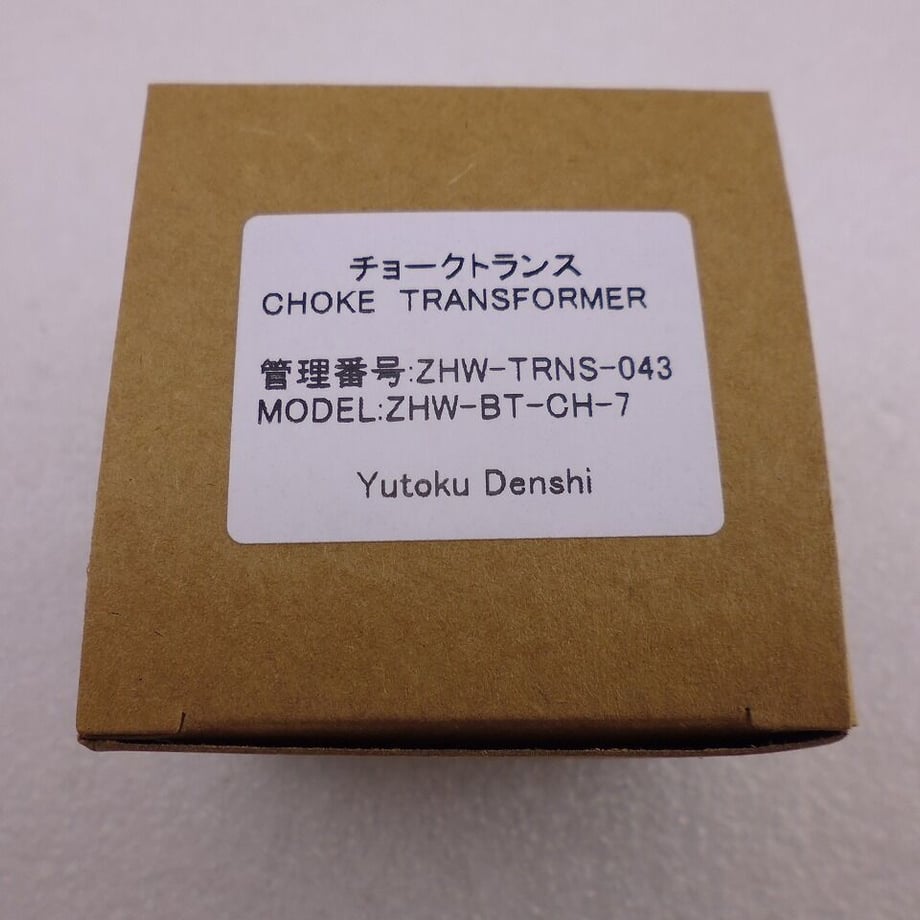 チョークトランス
CHOKE TRANSFORMER
管理番号:ZHW-TRNS-043
MODEL:ZHW-BT-CH-7
Yutoku Denshi